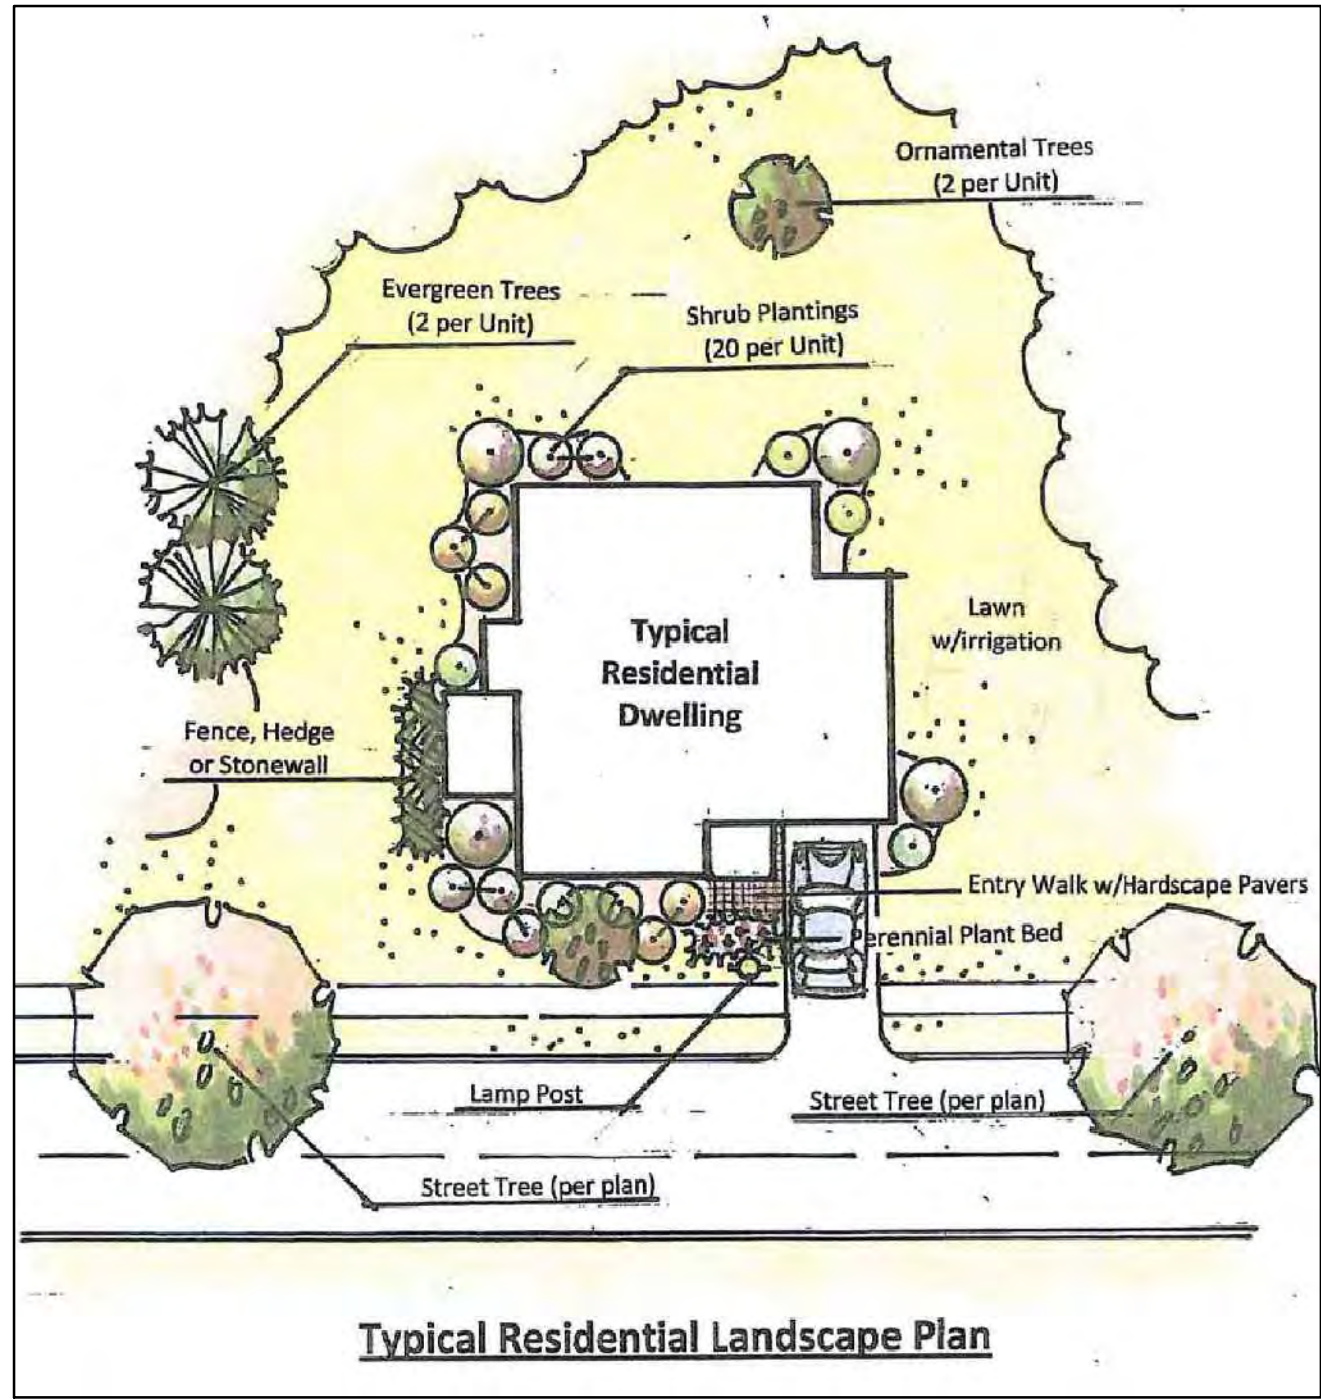 Ornamental Trees
(2 per Unit)
Evergreen Trees
(2 per Unit)
Shrub Plantings
(20 per Unit)
Lawn
w/irrigation
Typical
Residential
Dwelling
Fence, Hedge
or Stonewall
Entry Walk w/Hardscape Pavers
Perennial Plant Bed
Lamp Post
Street Tree (per plan)
Street Tree (per plan)
Typical Residential Landscape Plan